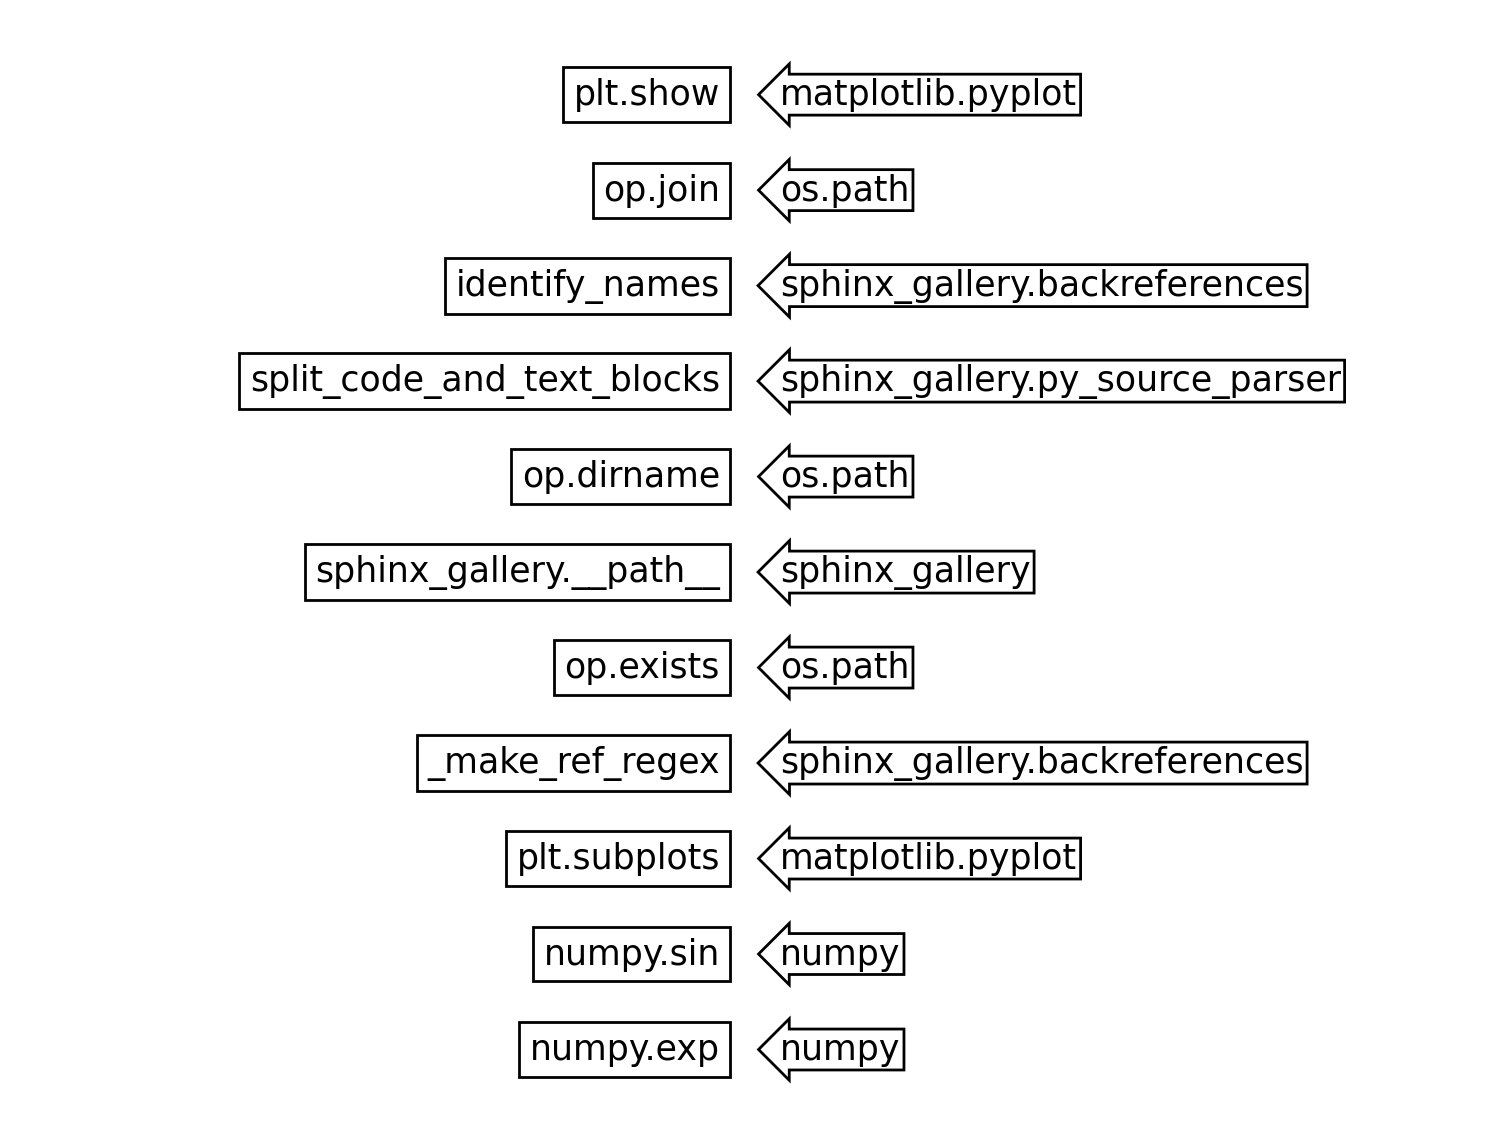 plt.show matplotlib.pyplot
op.join os.path
identify_names sphinx_gallery.backreferences
split_code_and_text_blocks sphinx_gallery.py_source_parser
op.dirname os.path
sphinx_gallery.__path__ sphinx_gallery
op.exists os.path
_make_ref_regex sphinx_gallery.backreferences
plt.subplots matplotlib.pyplot
numpy.sin numpy
numpy.exp numpy